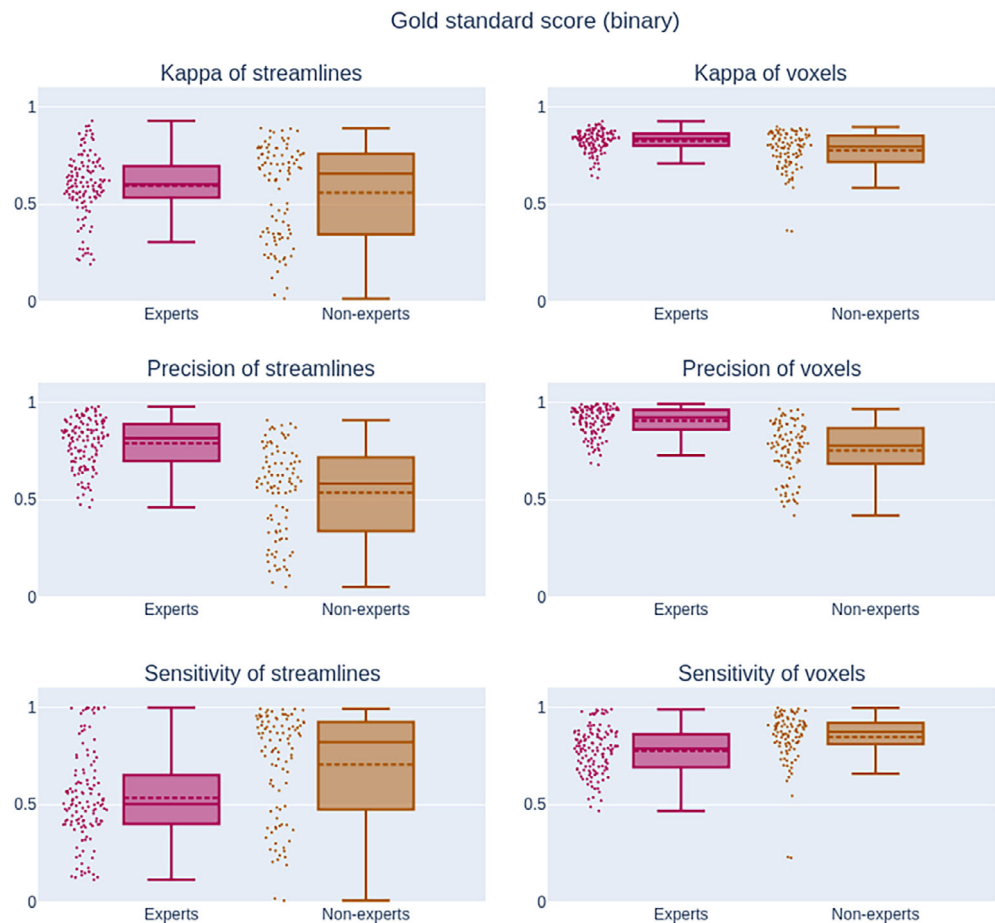 Gold standard score (binary)
Kappa of streamlines
Kappa of voxels
1
0.5
0
Experts
Non-experts
1
0.5
0
Experts
Non-experts
Precision of streamlines
Precision of voxels
1
0.5
0
Experts
Non-experts
1
0.5
0
Experts
Non-experts
Sensitivity of streamlines
Sensitivity of voxels
1
0.5
0
Experts
Non-experts
1
0.5
0
Experts
Non-experts